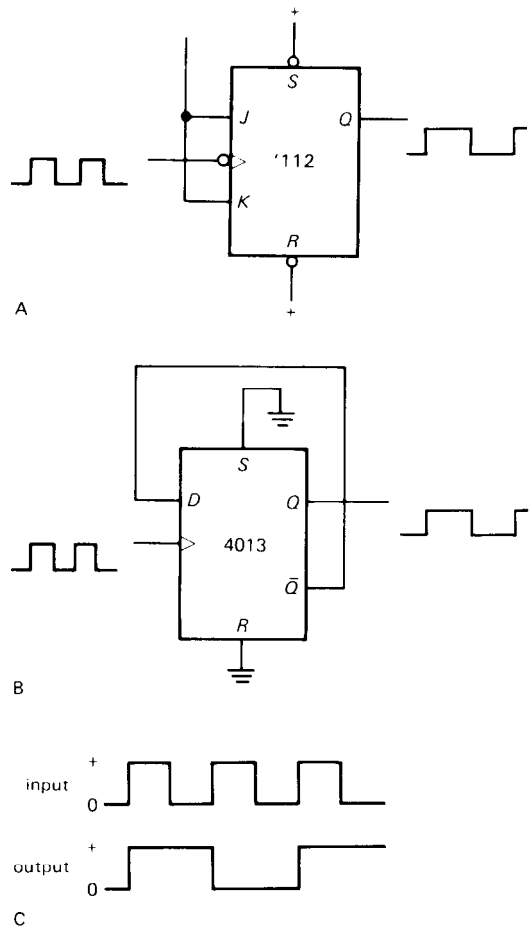 +
S
J
Q
'112
K
R
+
A
S
D
Q
4013
Q̄
R
B
+
input
0
+
output
0
C